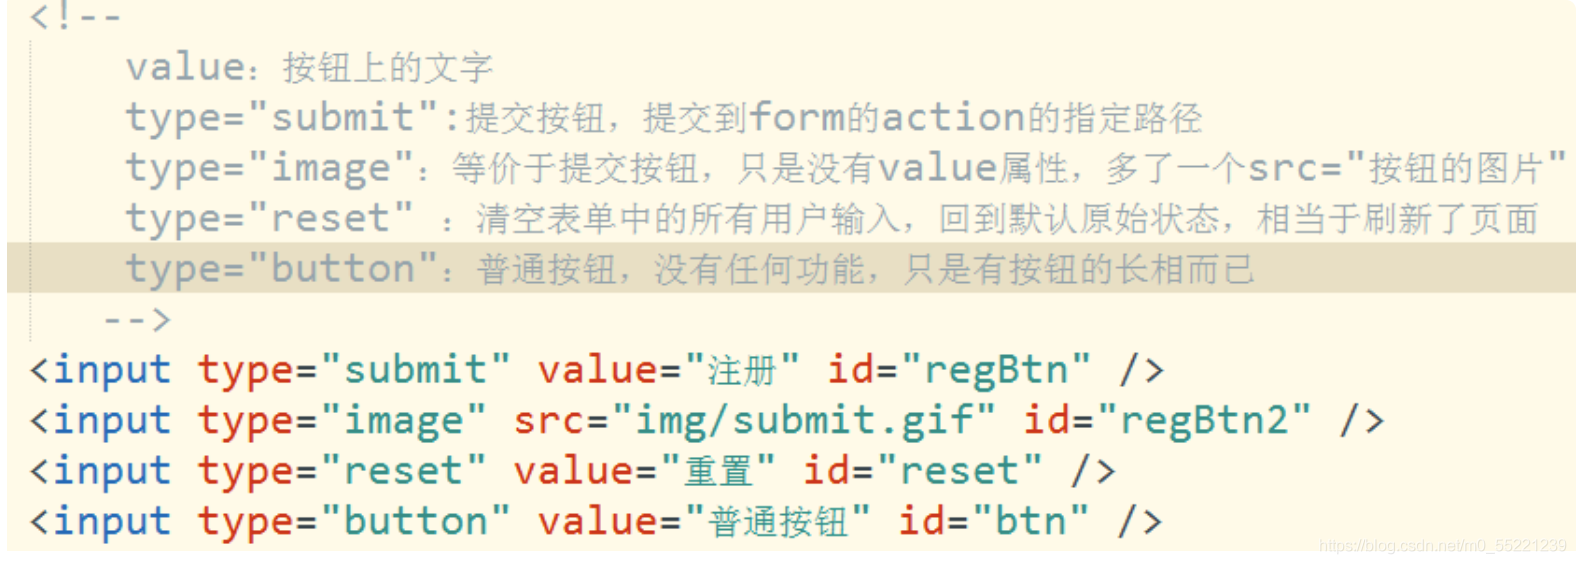 <!--
value：按钮上的文字
type="submit":提交按钮，提交到form的action的指定路径
type="image"：等价于提交按钮，只是没有value属性，多了一个src="按钮的图片"
type="reset" ：清空表单中的所有用户输入，回到默认原始状态，相当于刷新了页面
type="button"：普通按钮，没有任何功能，只是有按钮的长相而已
-->
<input type="submit" value="注册" id="regBtn" />
<input type="image" src="img/submit.gif" id="regBtn2" />
<input type="reset" value="重置" id="reset" />
<input type="button" value="普通按钮" id="btn" />
https://blog.csdn.net/m0_55221239